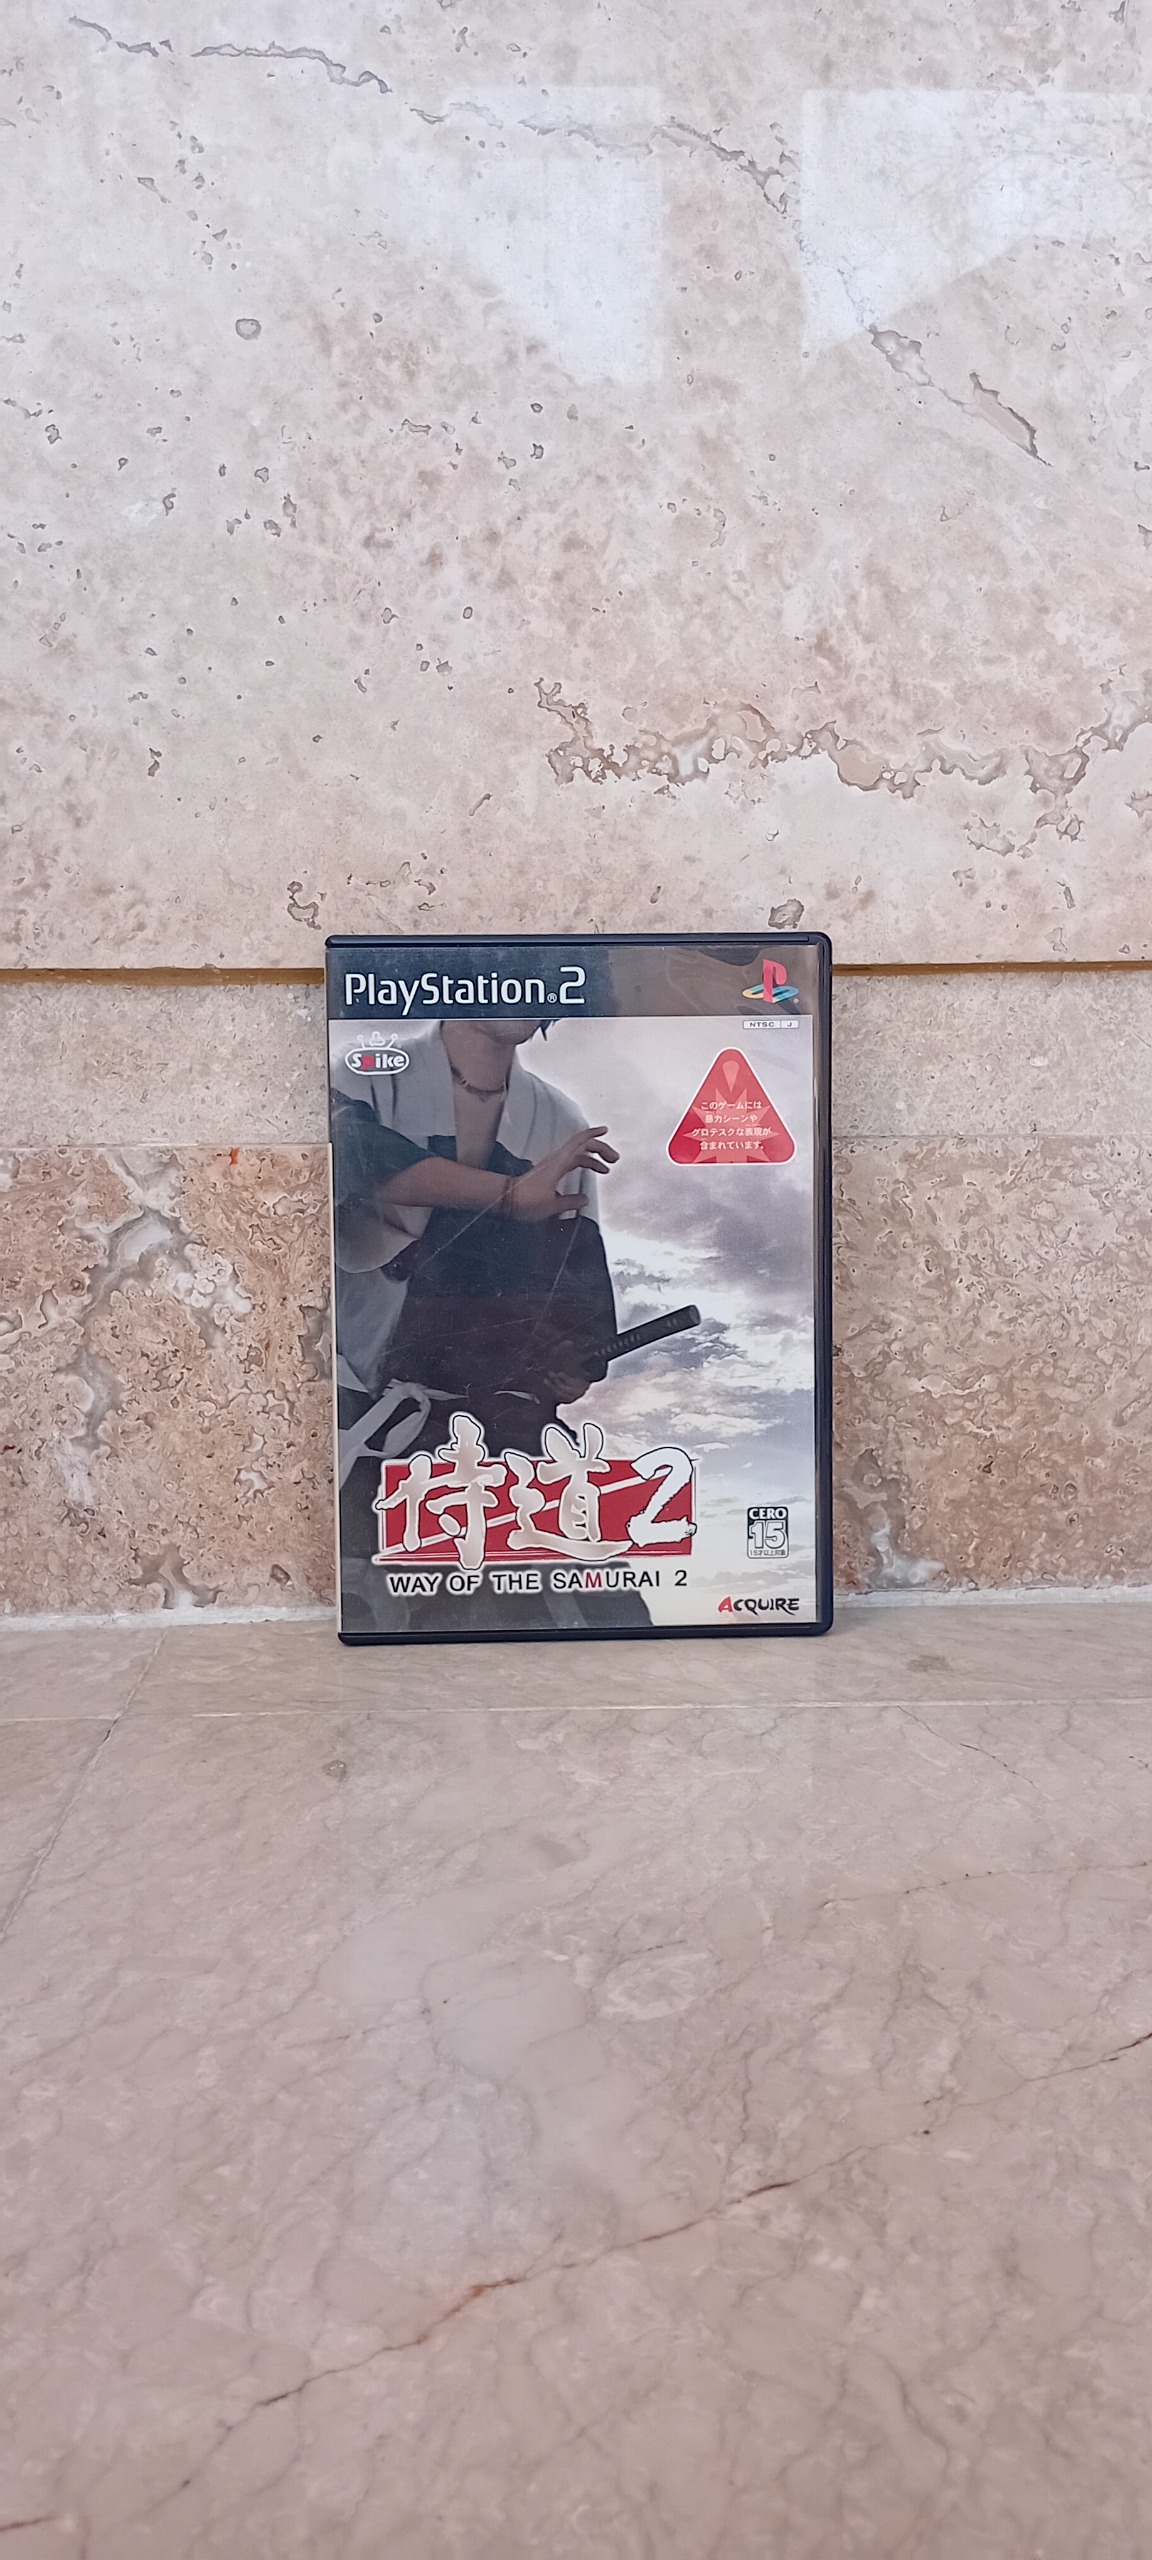 PlayStation®2
NTSC J
Spike
このゲームには
暴力シーンや
グロテスクな表現が
含まれています。
侍道2
WAY OF THE SAMURAI 2
CERO
15
15才以上対象
ACQUIRE